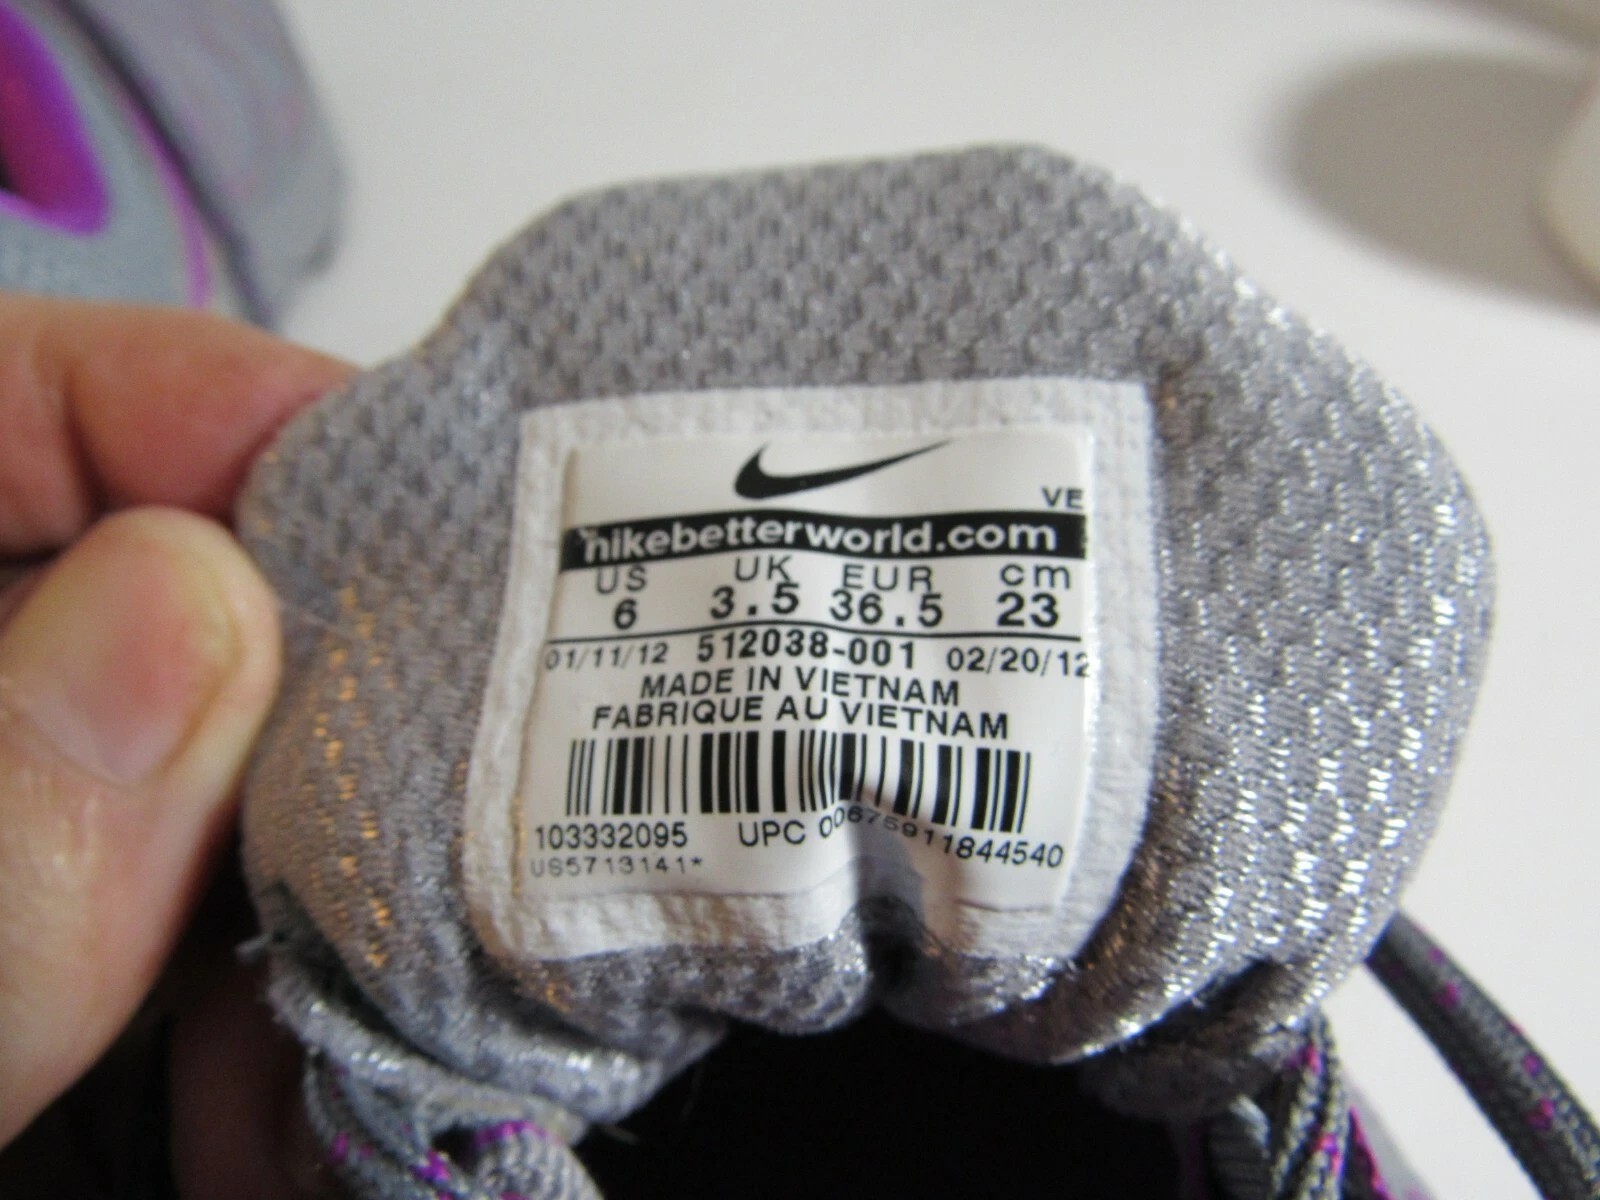 VE
nikebetterworld.com
US UK EUR cm
6 3.5 36.5 23
01/11/12 512038-001 02/20/12
MADE IN VIETNAM
FABRIQUE AU VIETNAM
103332095 UPC 00675911844540
US5713141*